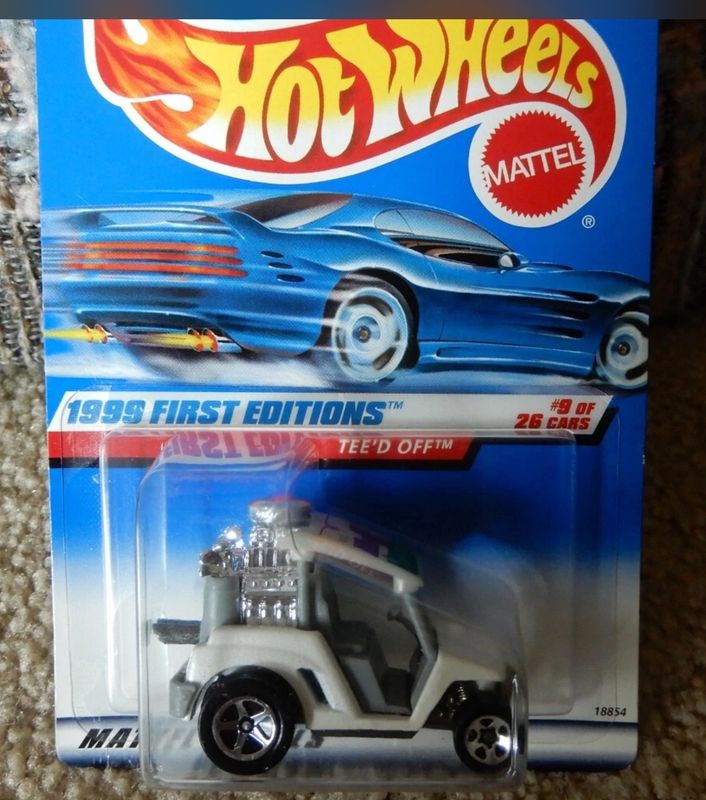 HOT WHEELS
MATTEL
®
1999 FIRST EDITIONS™
#9 OF
26 CARS
TEE'D OFF™
18854